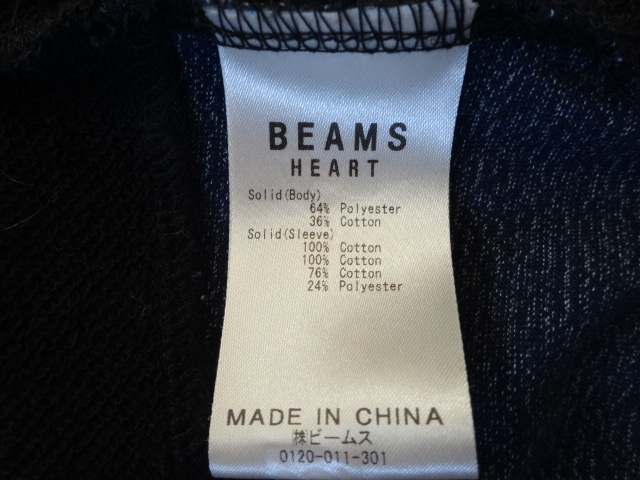 BEAMS
HEART
Solid(Body)
64% Polyester
36% Cotton
Solid(Sleeve)
100% Cotton
100% Cotton
76% Cotton
24% Polyester
MADE IN CHINA
㈱ビームス
0120-011-301